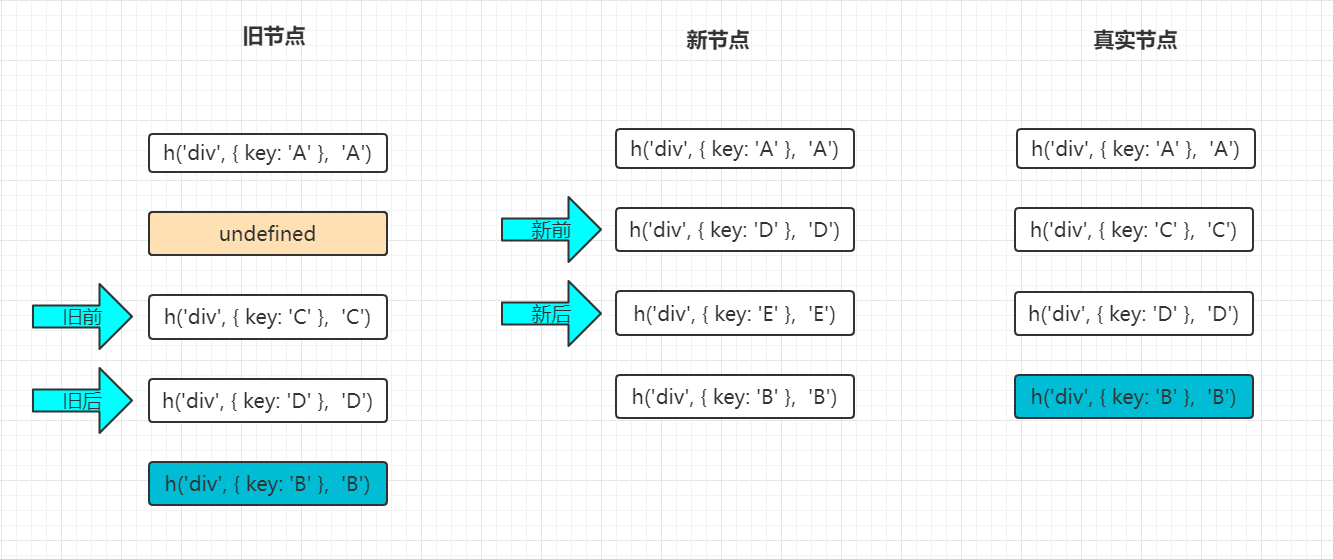 旧节点
h('div', { key: 'A' }, 'A')
undefined
旧前
h('div', { key: 'C' }, 'C')
旧后
h('div', { key: 'D' }, 'D')
h('div', { key: 'B' }, 'B')
新节点
h('div', { key: 'A' }, 'A')
新前
h('div', { key: 'D' }, 'D')
新后
h('div', { key: 'E' }, 'E')
h('div', { key: 'B' }, 'B')
真实节点
h('div', { key: 'A' }, 'A')
h('div', { key: 'C' }, 'C')
h('div', { key: 'D' }, 'D')
h('div', { key: 'B' }, 'B')